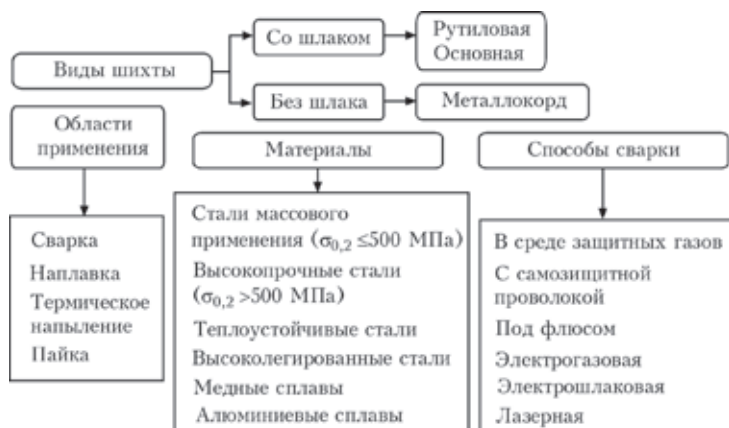 Виды шихты
Со шлаком
Рутиловая
Основная
Без шлака
Металлокорд
Области
применения
Сварка
Наплавка
Термическое
напыление
Пайка
Материалы
Стали массового
применения (σ0,2 ≤500 МПа)
Высокопрочные стали
(σ0,2 >500 МПа)
Теплоустойчивые стали
Высоколегированные стали
Медные сплавы
Алюминиевые сплавы
Способы сварки
В среде защитных газов
С самозищитной
проволокой
Под флюсом
Электрогазовая
Электрошлаковая
Лазерная